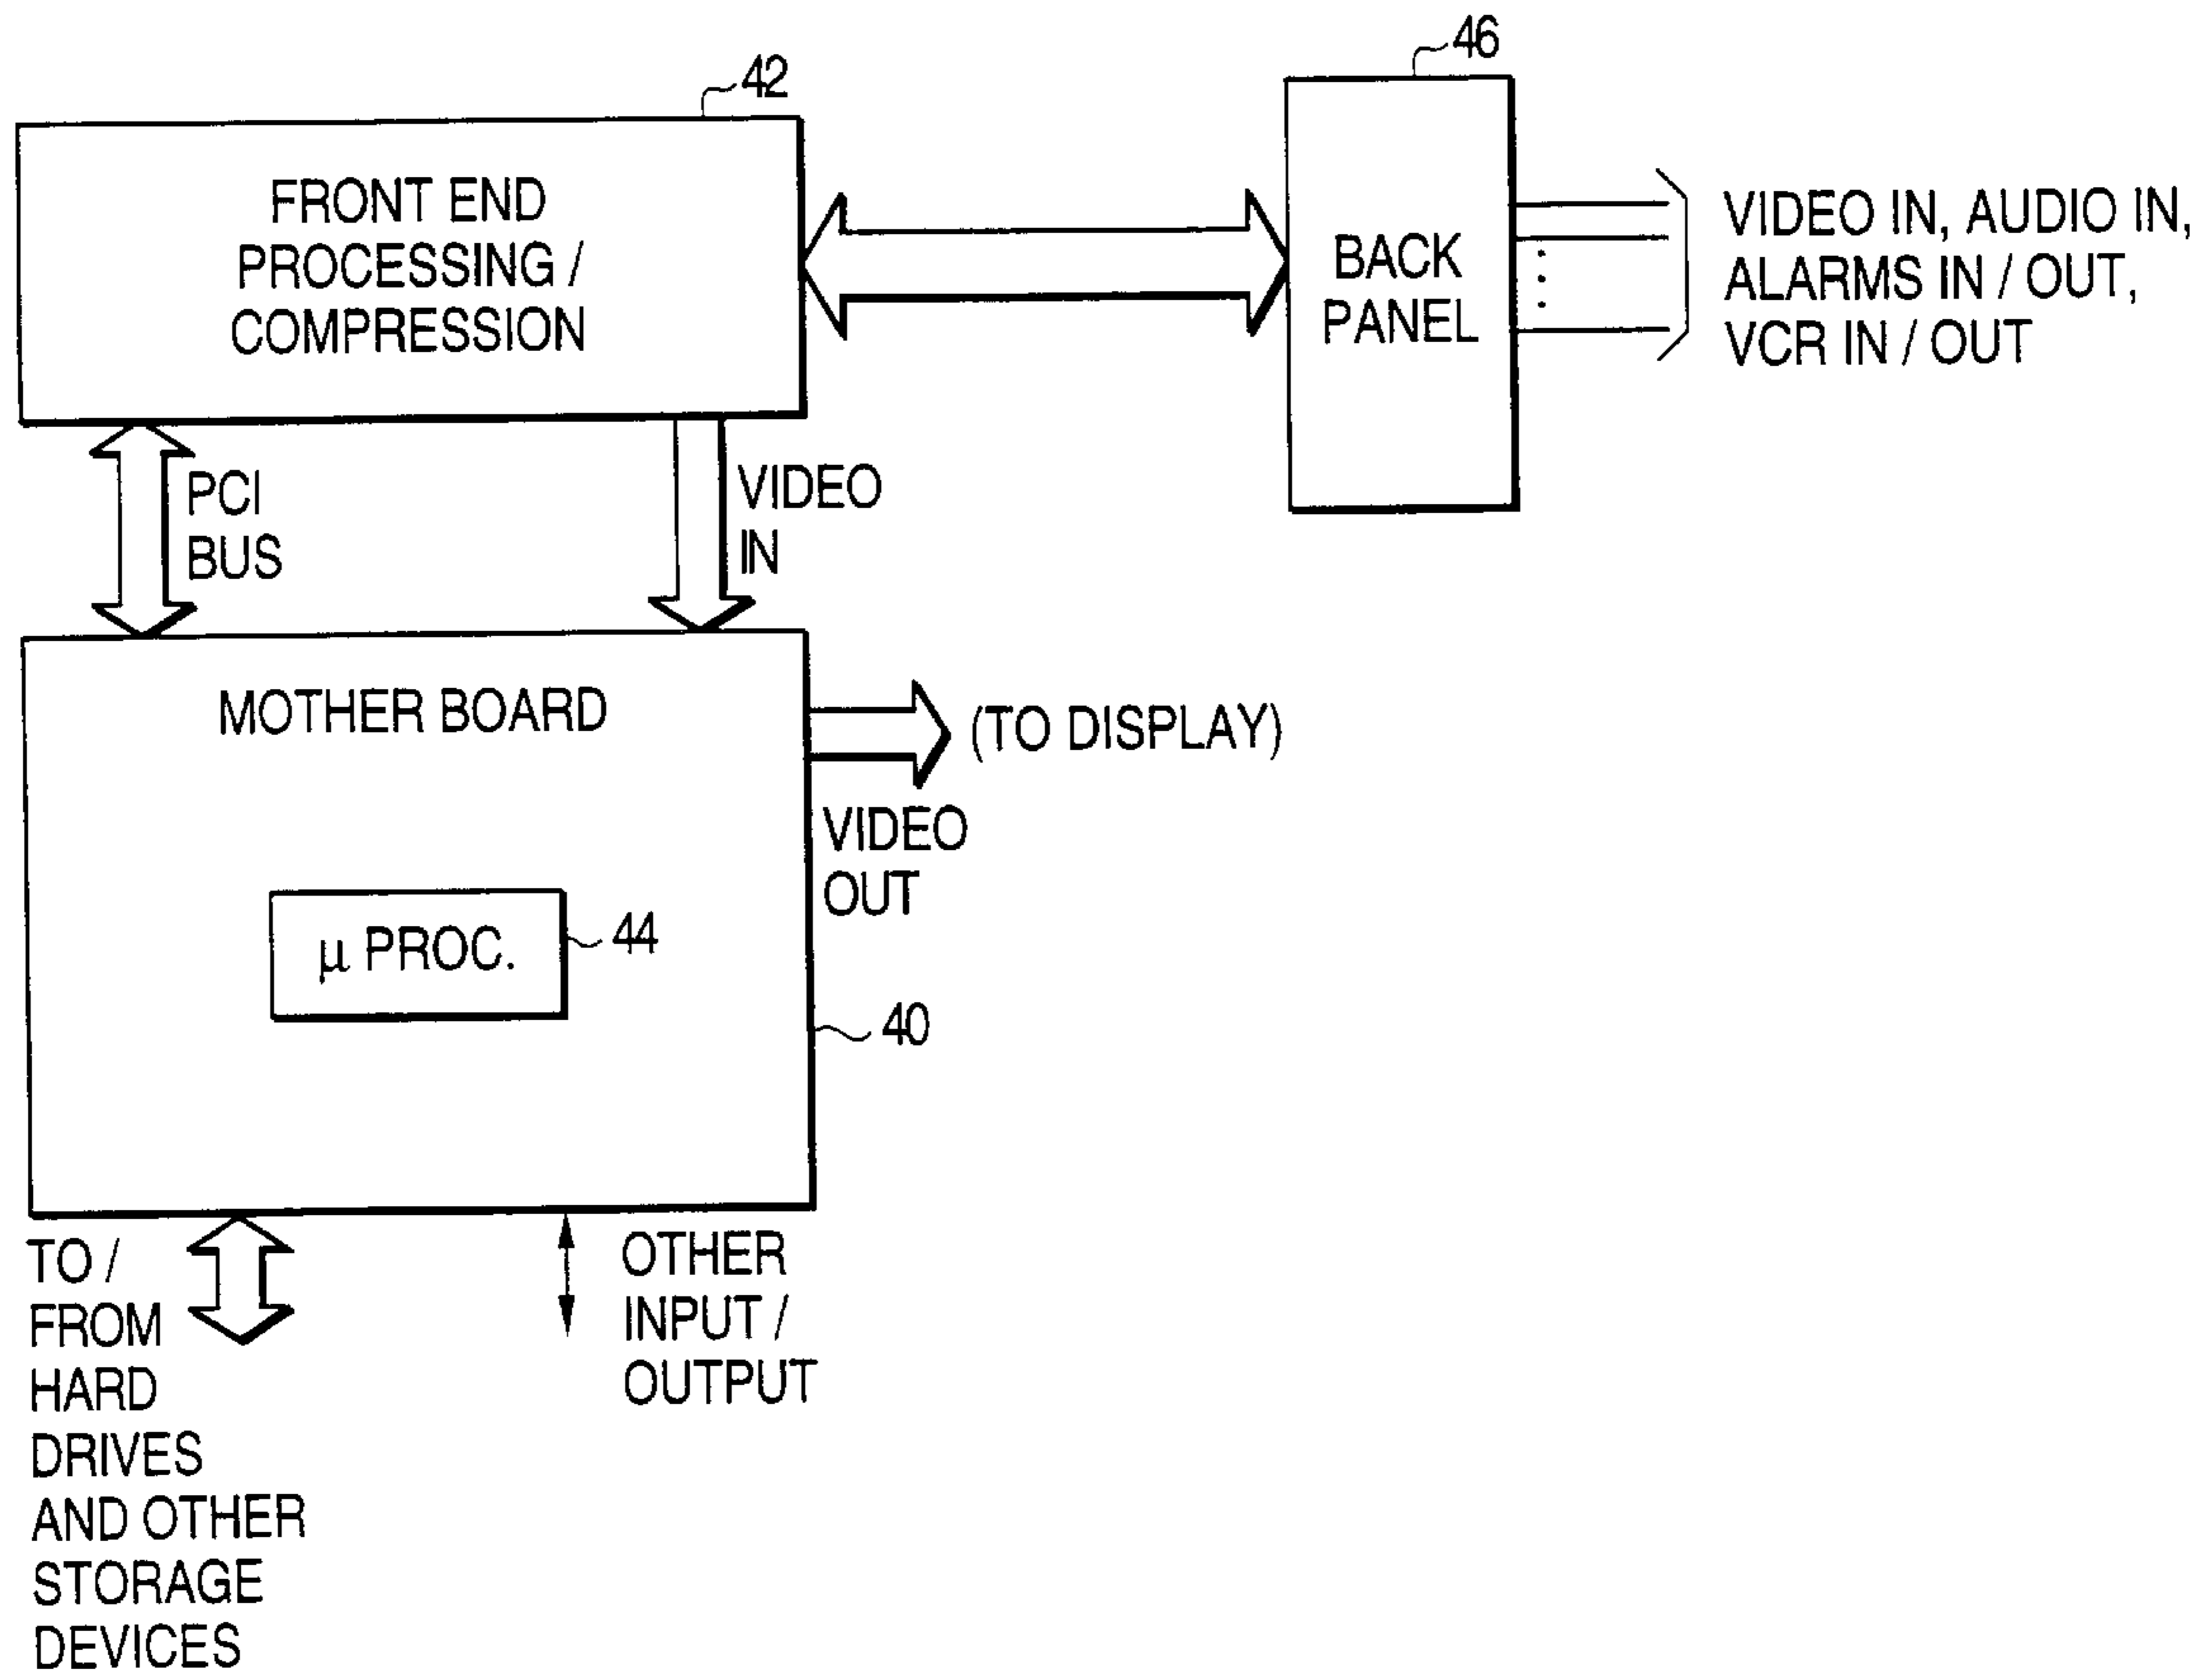 46
42
FRONT END
PROCESSING /
COMPRESSION
BACK
PANEL
VIDEO IN, AUDIO IN,
ALARMS IN / OUT,
VCR IN / OUT
PCI
BUS
VIDEO
IN
MOTHER BOARD
(TO DISPLAY)
VIDEO
OUT
μ PROC.
44
40
TO /
FROM
HARD
DRIVES
AND OTHER
STORAGE
DEVICES
OTHER
INPUT /
OUTPUT